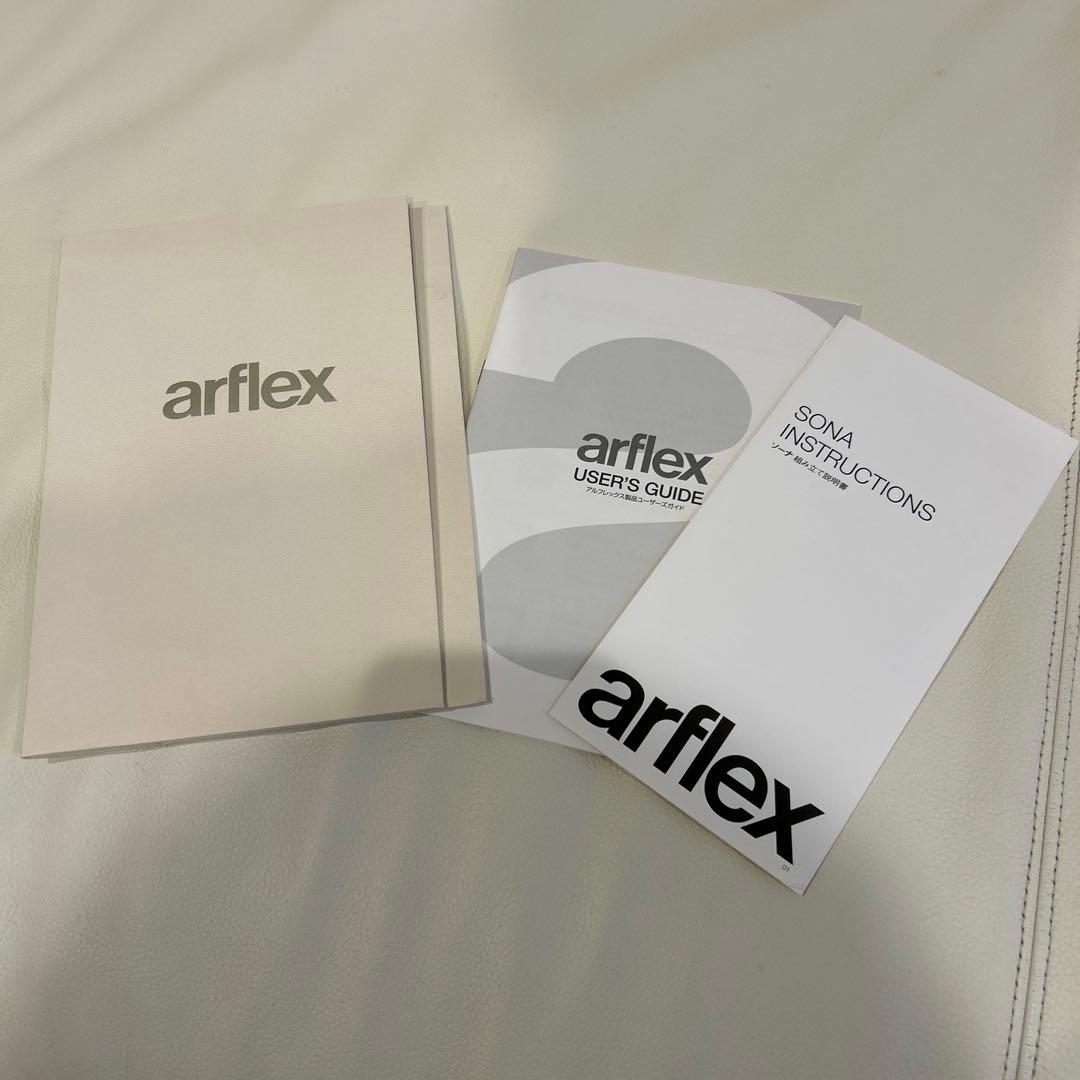 arflex
arflex
USER'S GUIDE
アルフレックス製品ユーザーズガイド
SONA
INSTRUCTIONS
ソーナ 組み立て説明書
arflex
01